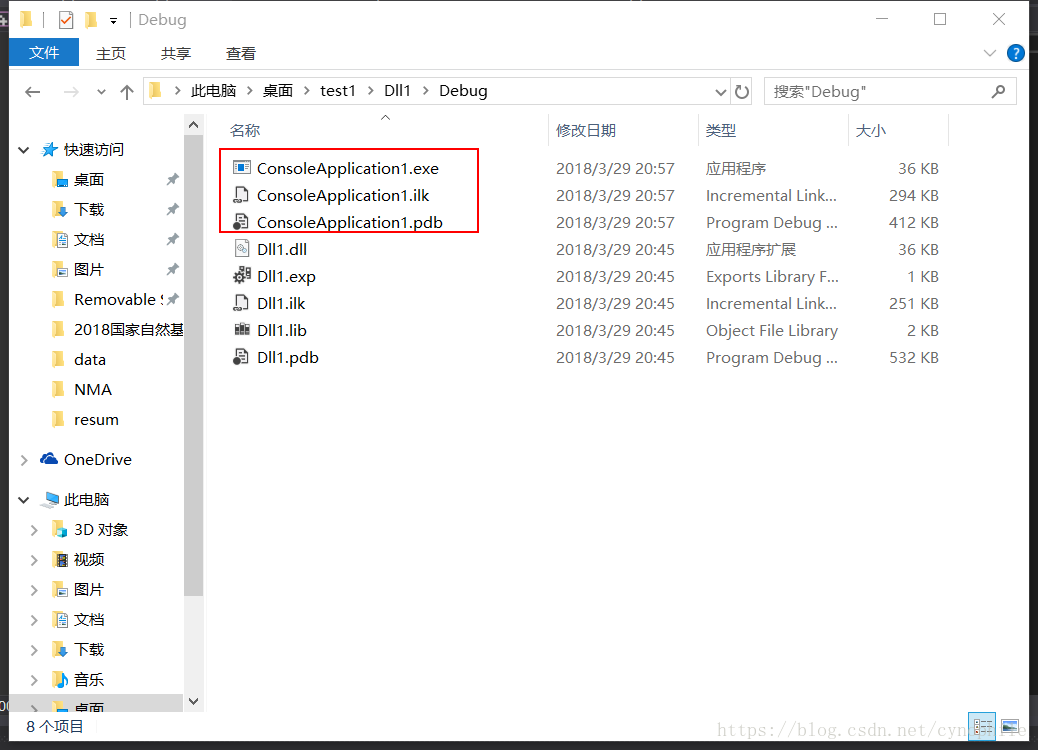 Debug
文件 主页 共享 查看
此电脑 桌面 test1 Dll1 Debug 搜索"Debug"
名称 修改日期 类型 大小
快速访问
桌面
下载
文档
图片
Removable
2018国家自然基
data
NMA
resum
OneDrive
此电脑
3D 对象
视频
图片
文档
下载
音乐
桌面
ConsoleApplication1.exe 2018/3/29 20:57 应用程序 36 KB
ConsoleApplication1.ilk 2018/3/29 20:57 Incremental Link... 294 KB
ConsoleApplication1.pdb 2018/3/29 20:57 Program Debug ... 412 KB
Dll1.dll 2018/3/29 20:45 应用程序扩展 36 KB
Dll1.exp 2018/3/29 20:45 Exports Library F... 1 KB
Dll1.ilk 2018/3/29 20:45 Incremental Link... 251 KB
Dll1.lib 2018/3/29 20:45 Object File Library 2 KB
Dll1.pdb 2018/3/29 20:45 Program Debug ... 532 KB
8 个项目